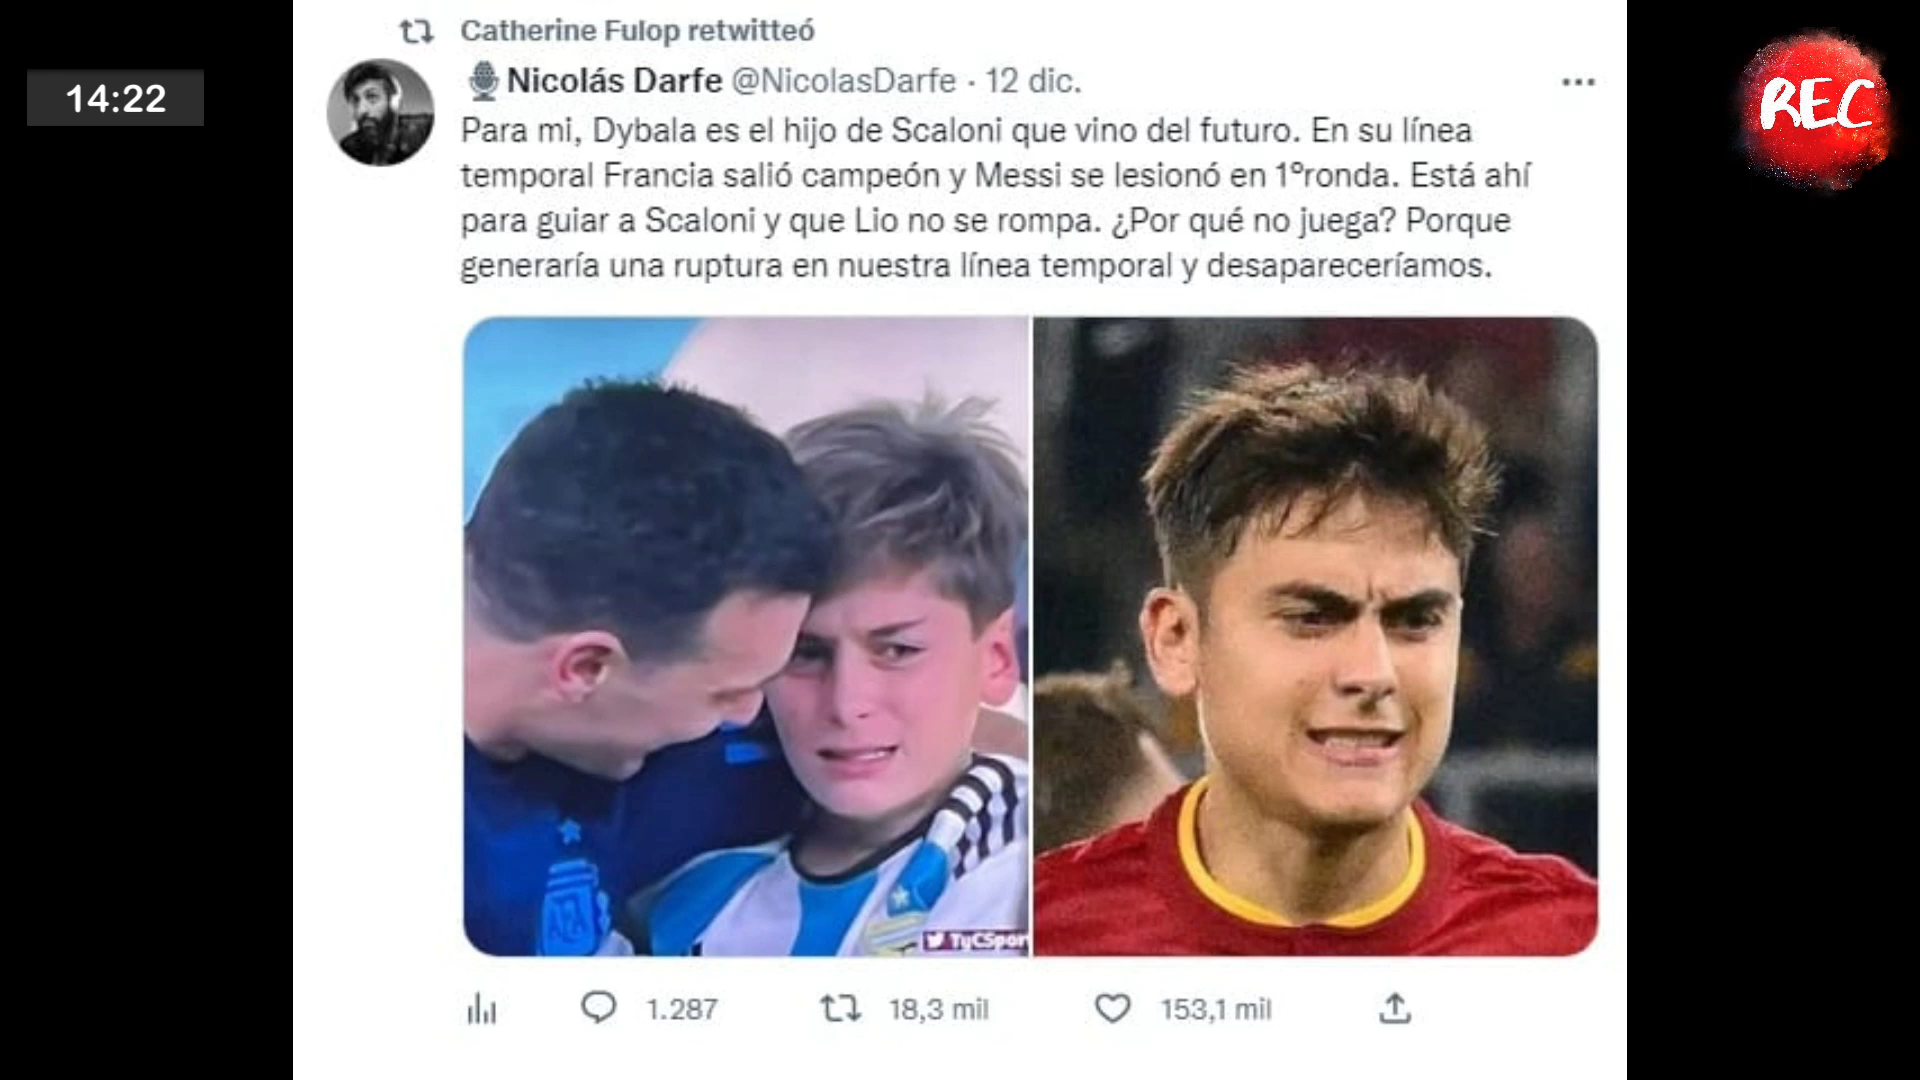 Catherine Fulop retwitteó
14:22
Nicolás Darfe @NicolasDarfe · 12 dic.
REC
Para mi, Dybala es el hijo de Scaloni que vino del futuro. En su línea
temporal Francia salió campeón y Messi se lesionó en 1ºronda. Está ahí
para guiar a Scaloni y que Lio no se rompa. ¿Por qué no juega? Porque
generaría una ruptura en nuestra línea temporal y desapareceríamos.
AFA
TyCSpor
1.287
18,3 mil
153,1 mil